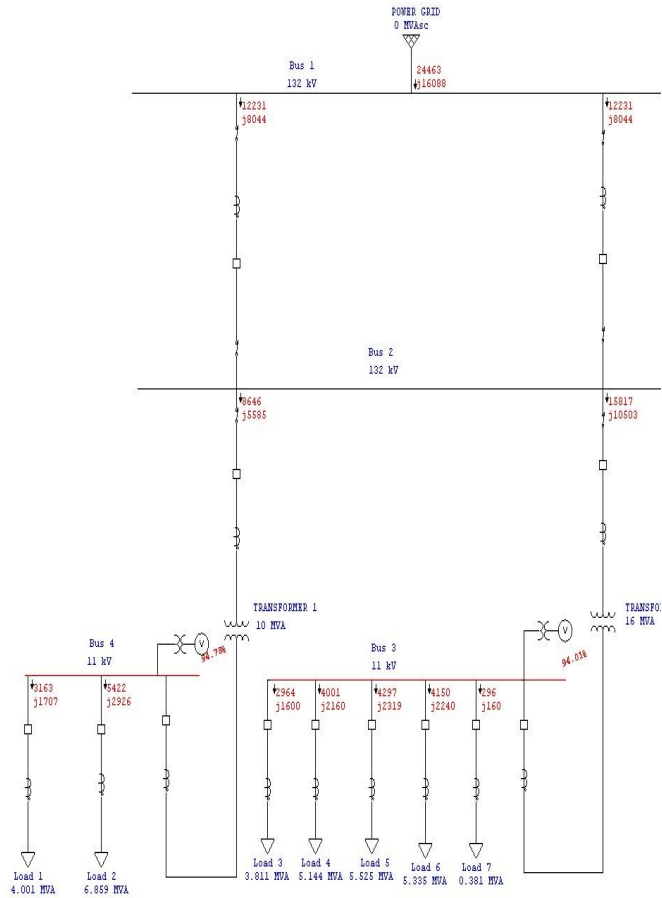 POWER GRID
0 MVAsc
24463
j16088
Bus 1
132 kV
12231
j8044
12231
j8044
Bus 2
132 kV
8646
j5585
15817
j10503
TRANSFORMER 1
10 MVA
TRANSFO
16 MVA
V
94.78%
V
94.03%
Bus 4
11 kV
Bus 3
11 kV
3163
j1707
5422
j2926
2964
j1600
4001
j2160
4297
j2319
4150
j2240
296
j160
Load 1
4.001 MVA
Load 2
6.859 MVA
Load 3
3.811 MVA
Load 4
5.144 MVA
Load 5
5.525 MVA
Load 6
5.335 MVA
Load 7
0.381 MVA